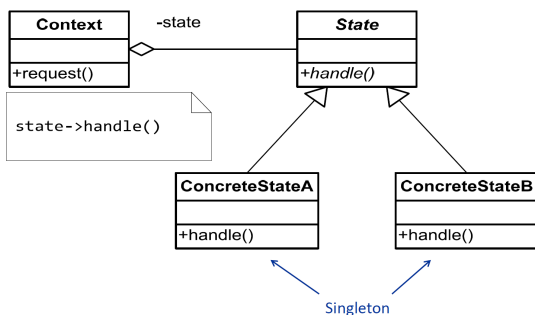 Context
-state
State
+request()
+handle()
state->handle()
ConcreteStateA
ConcreteStateB
+handle()
+handle()
Singleton